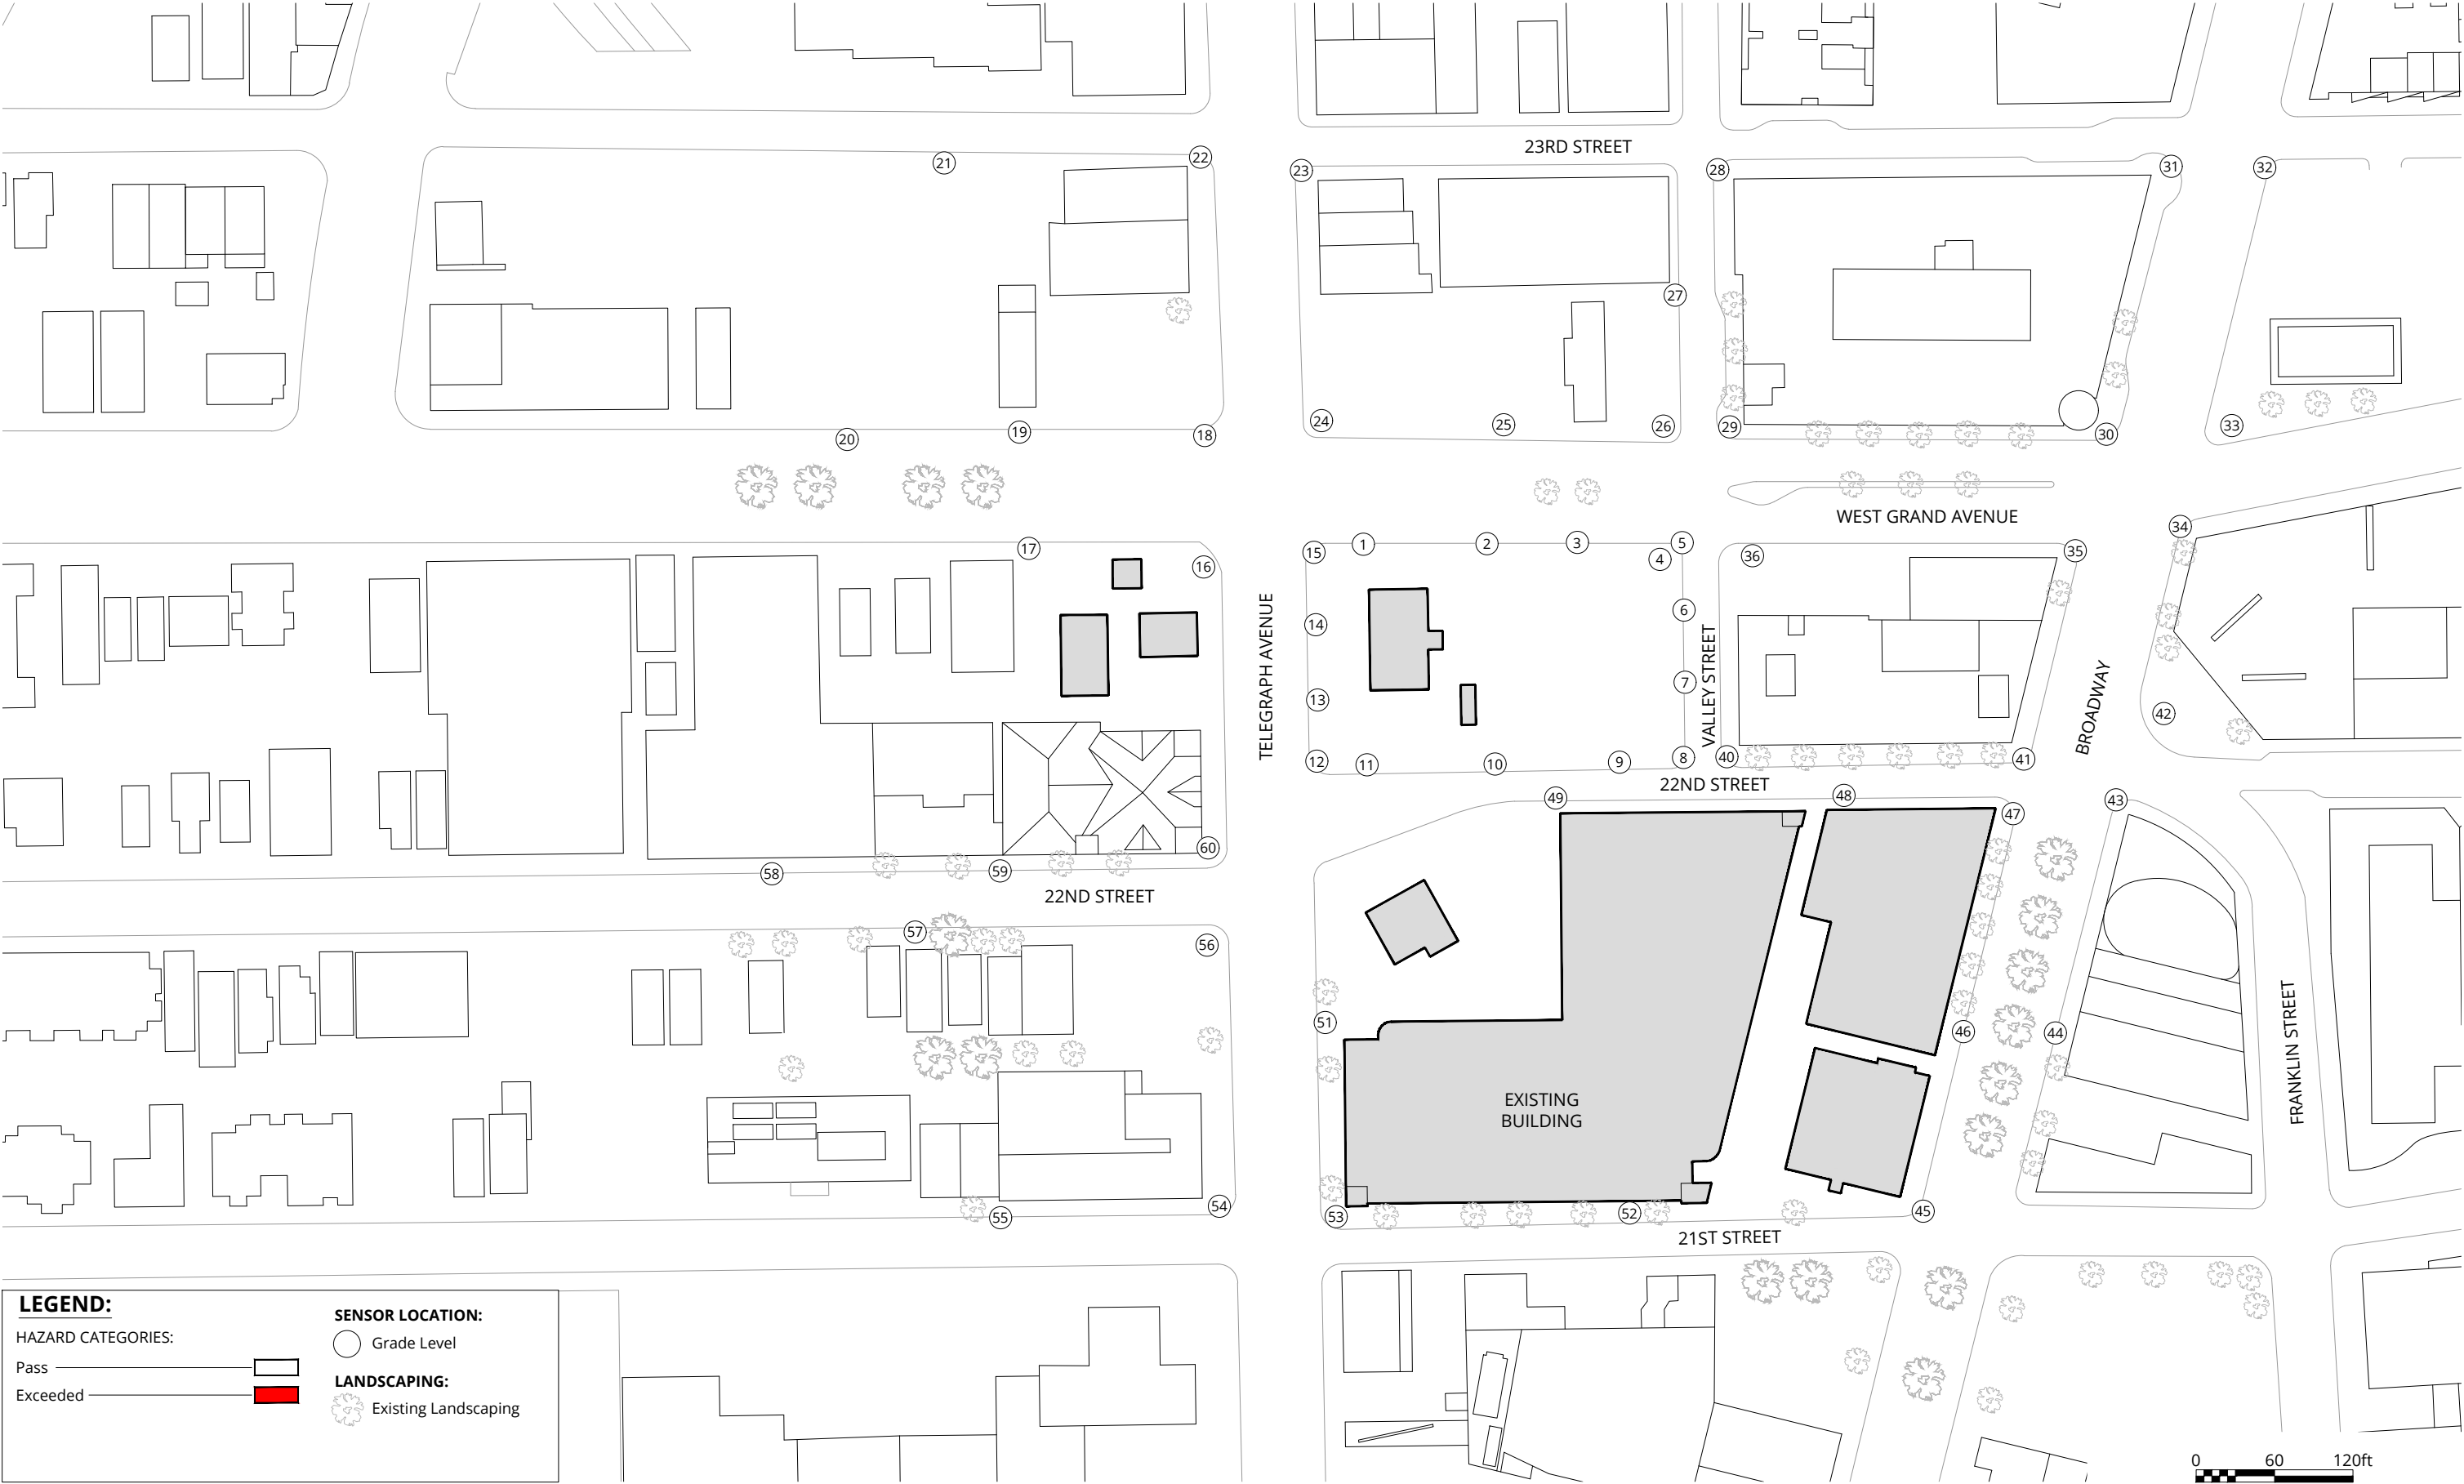 23RD STREET
21
22
23
28
31
32
27
24
25
26
29
30
33
20
19
18
WEST GRAND AVENUE
17
16
15
1
2
3
4
5
36
35
34
14
6
TELEGRAPH AVENUE
VALLEY STREET
BROADWAY
13
7
42
12
11
10
9
8
40
41
22ND STREET
49
48
47
43
60
58
59
22ND STREET
57
56
51
46
44
FRANKLIN STREET
EXISTING
BUILDING
54
55
53
52
45
21ST STREET
LEGEND:
HAZARD CATEGORIES:
Pass
Exceeded
SENSOR LOCATION:
Grade Level
LANDSCAPING:
Existing Landscaping
0 60 120ft